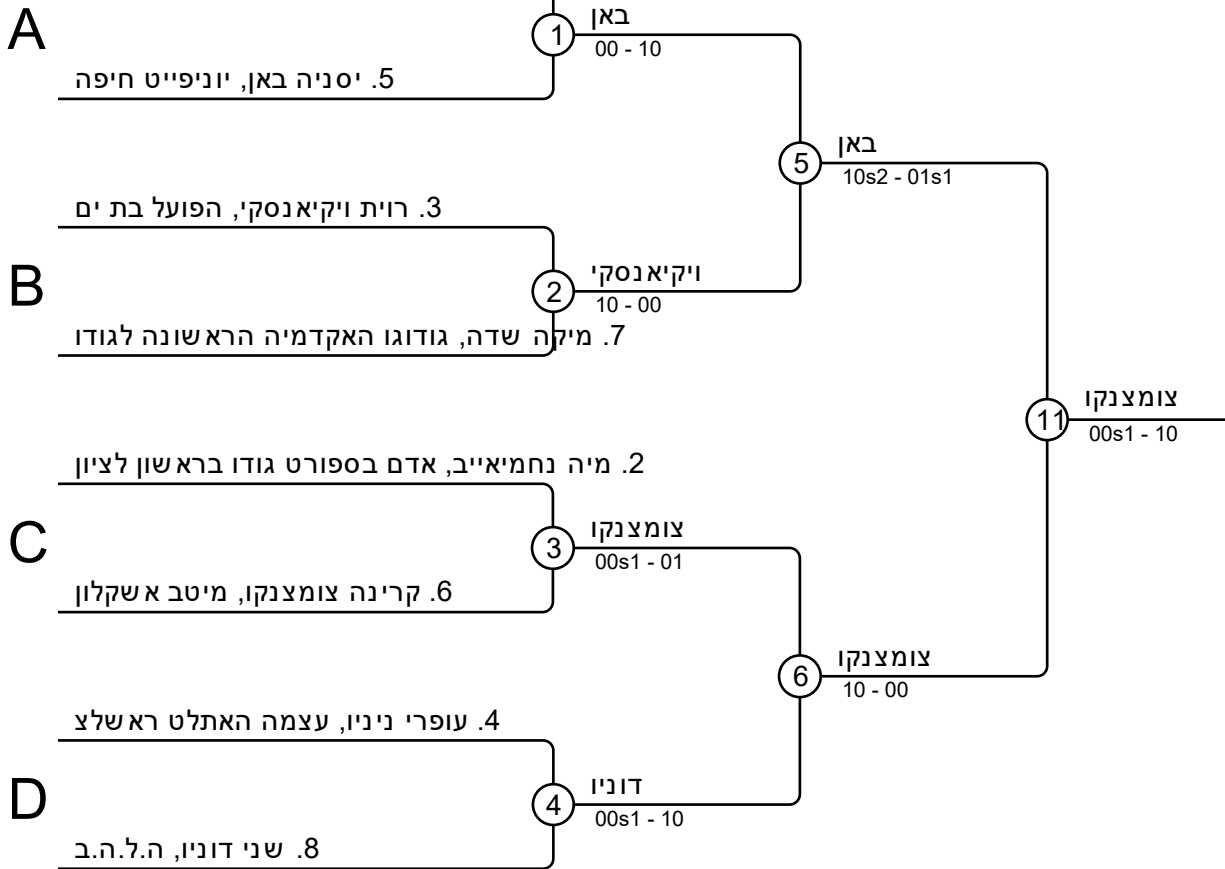 A
1
באן
00 - 10
5. יסניה באן, יוניפייט חיפה
5
באן
10s2 - 01s1
3. רוית ויקיאנסקי, הפועל בת ים
B
2
ויקיאנסקי
10 - 00
7. מיקה שדה, גודוגו האקדמיה הראשונה לגודו
11
צומצנקו
00s1 - 10
2. מיה נחמיאייב, אדם בספורט גודו בראשון לציון
C
3
צומצנקו
00s1 - 01
6. קרינה צומצנקו, מיטב אשקלון
6
צומצנקו
10 - 00
4. עופרי ניניו, עצמה האתלט ראשלצ
D
4
דוניו
00s1 - 10
8. שני דוניו, ה.ל.ה.ב